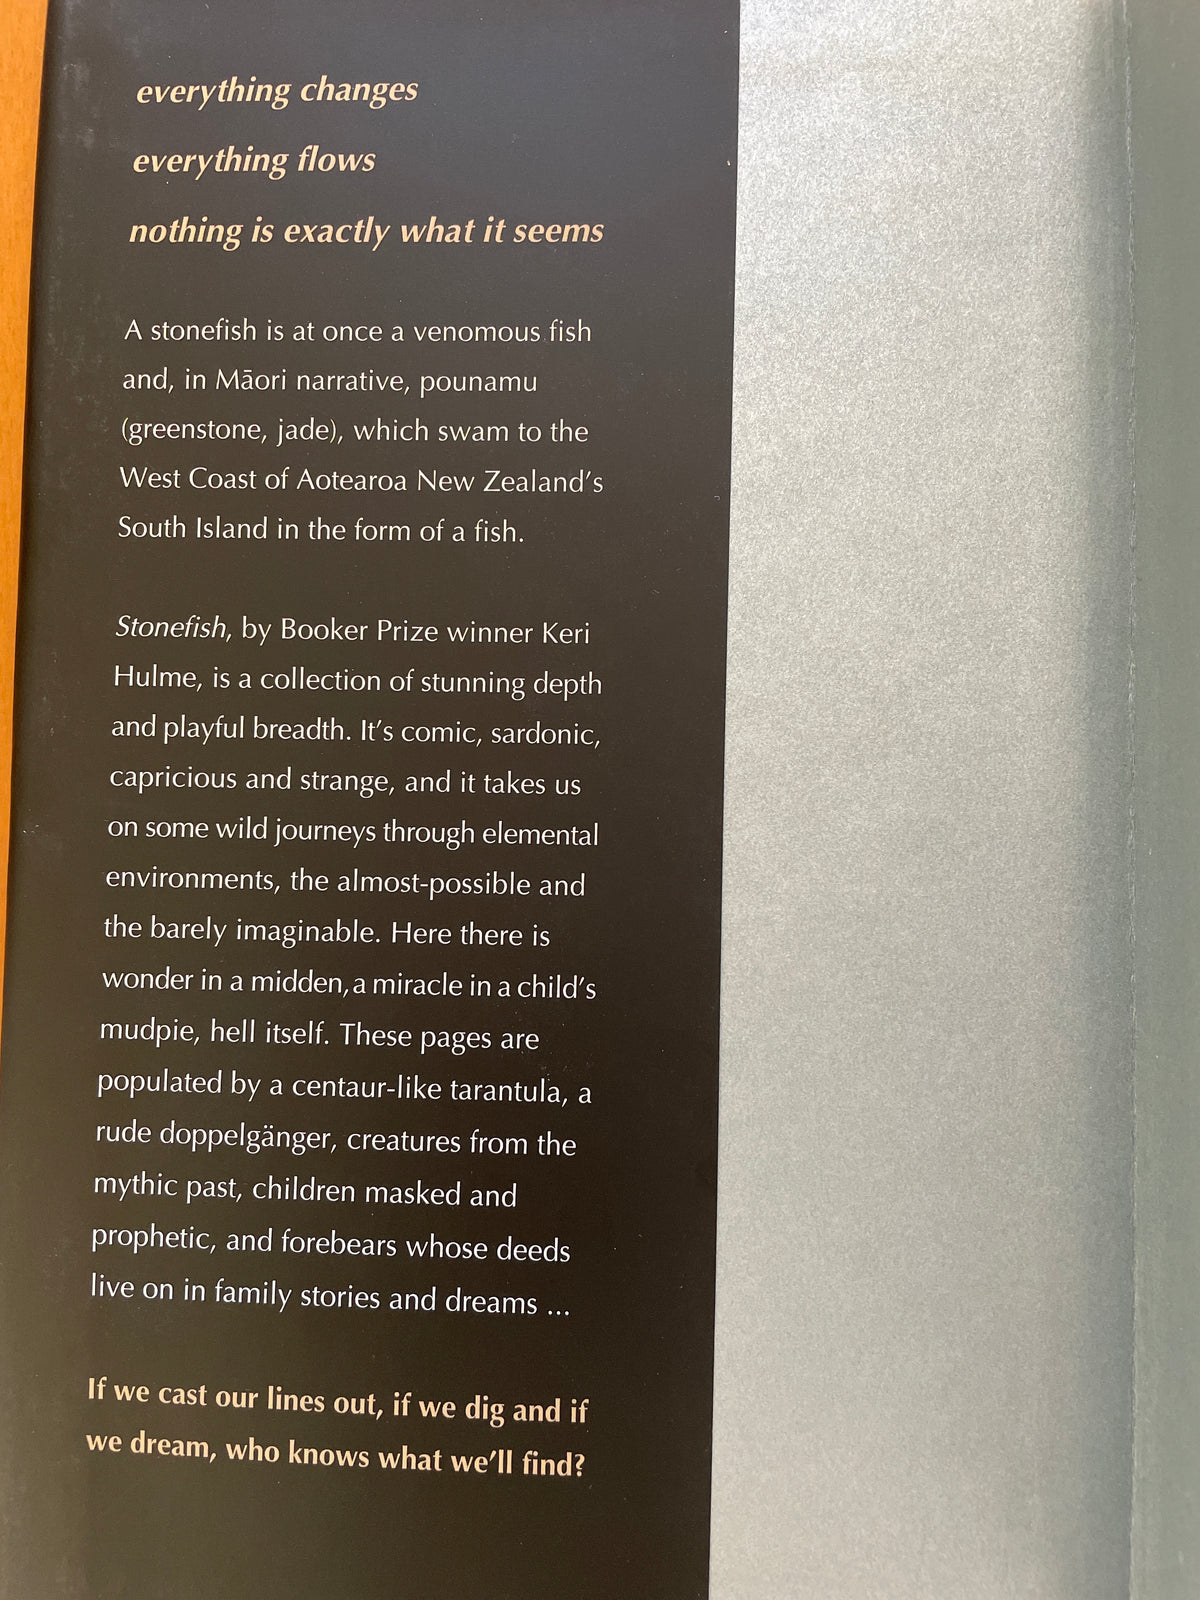 everything changes
everything flows
nothing is exactly what it seems
A stonefish is at once a venomous fish
and, in Māori narrative, pounamu
(greenstone, jade), which swam to the
West Coast of Aotearoa New Zealand’s
South Island in the form of a fish.
Stonefish, by Booker Prize winner Keri
Hulme, is a collection of stunning depth
and playful breadth. It’s comic, sardonic,
capricious and strange, and it takes us
on some wild journeys through elemental
environments, the almost-possible and
the barely imaginable. Here there is
wonder in a midden, a miracle in a child’s
mudpie, hell itself. These pages are
populated by a centaur-like tarantula, a
rude doppelgänger, creatures from the
mythic past, children masked and
prophetic, and forebears whose deeds
live on in family stories and dreams ...
If we cast our lines out, if we dig and if
we dream, who knows what we’ll find?